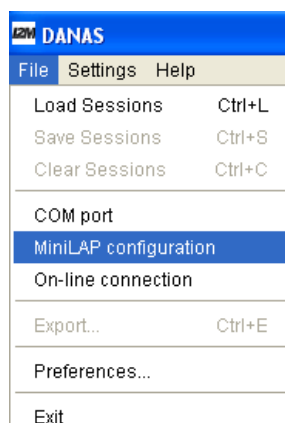 I2M DANAS
File Settings Help
Load Sessions Ctrl+L
Save Sessions Ctrl+S
Clear Sessions Ctrl+C
COM port
MiniLAP configuration
On-line connection
Export... Ctrl+E
Preferences...
Exit